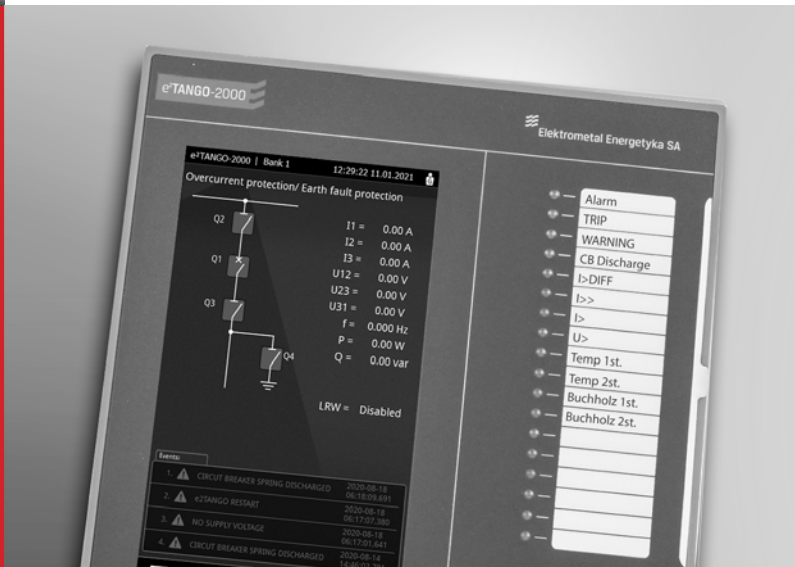 e²TANGO-2000
Elektrometal Energetyka SA
e²TANGO-2000 | Bank 1 12:29:22 11.01.2021
Overcurrent protection/ Earth fault protection
Q2
Q1
Q3
Q4
I1 = 0.00 A
I2 = 0.00 A
I3 = 0.00 A
U12 = 0.00 V
U23 = 0.00 V
U31 = 0.00 V
f = 0.000 Hz
P = 0.00 W
Q = 0.00 var
LRW = Disabled
Events:
1. CIRCUT BREAKER SPRING DISCHARGED 2020-08-18
06:18:09.691
2. e2TANGO RESTART 2020-08-18
06:17:07.380
3. NO SUPPLY VOLTAGE 2020-08-18
06:17:01.641
4. CIRCUT BREAKER SPRING DISCHARGED 2020-08-14
Alarm
TRIP
WARNING
CB Discharge
I>DIFF
I>>
I>
U>
Temp 1st.
Temp 2st.
Buchholz 1st.
Buchholz 2st.